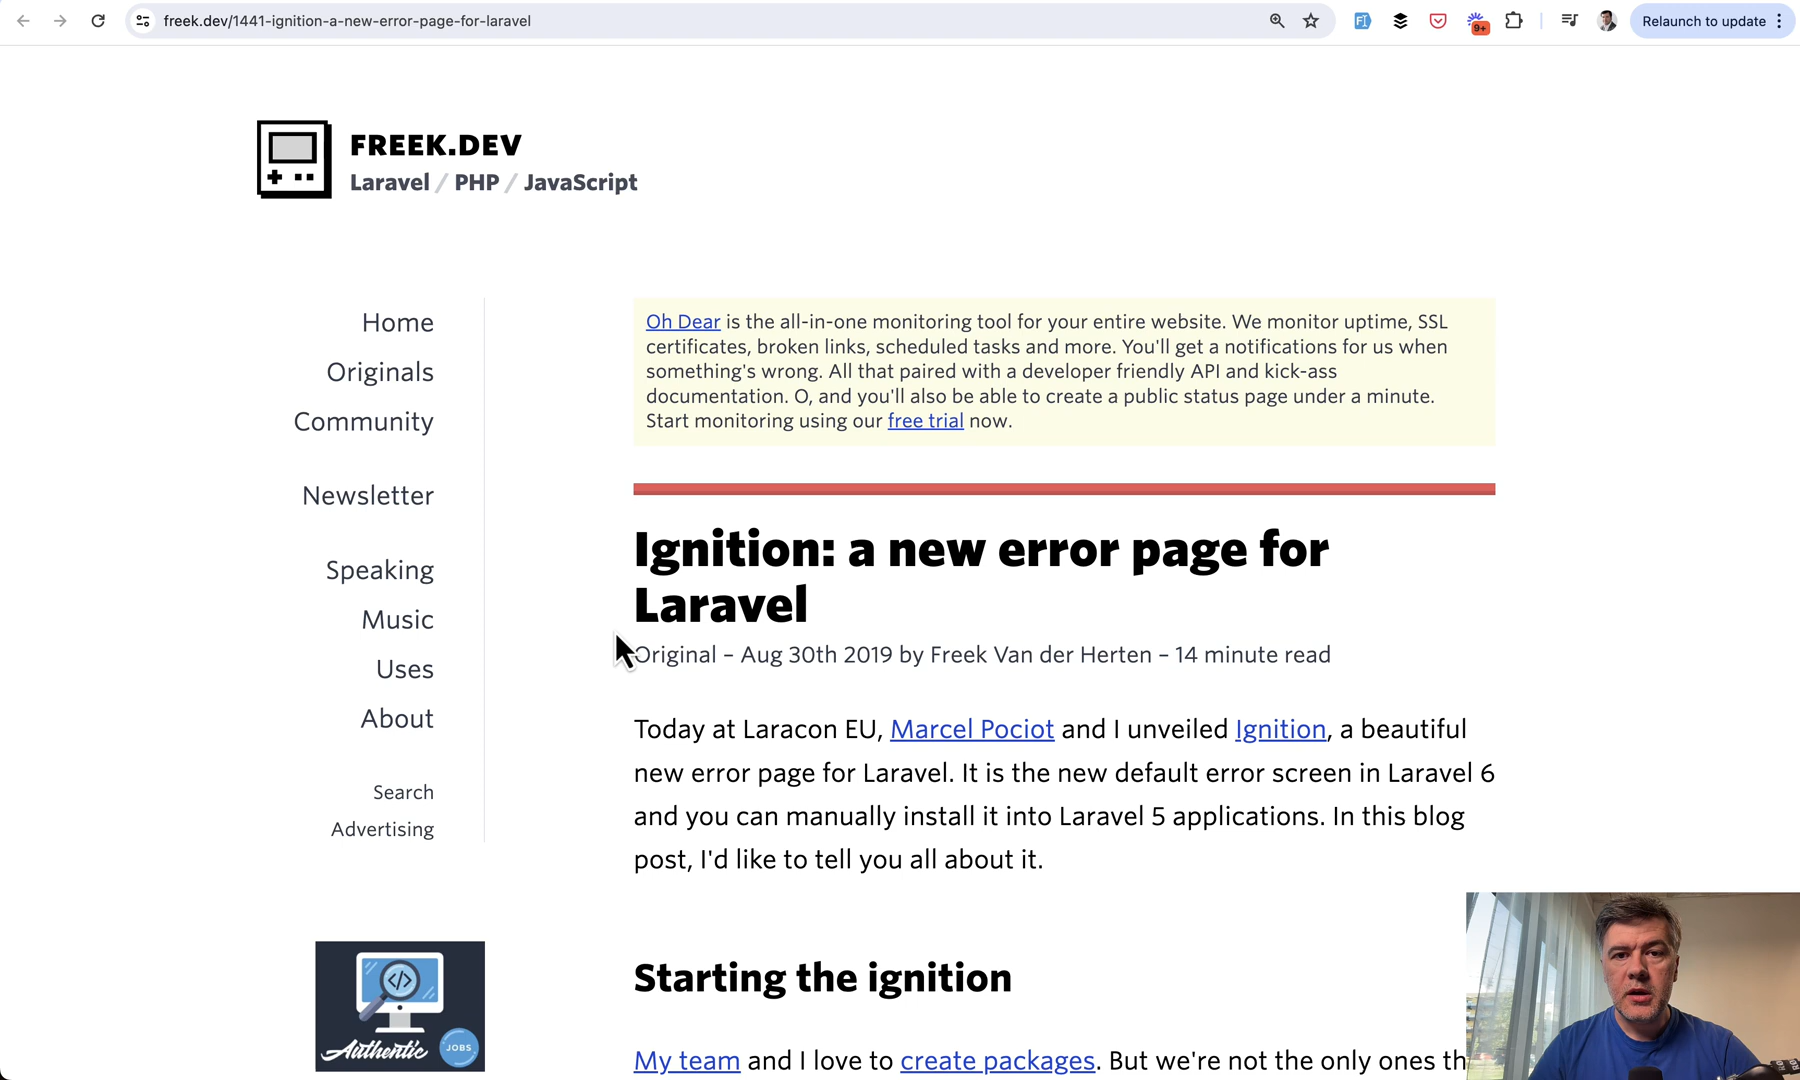 freek.dev/1441-ignition-a-new-error-page-for-laravel
9+
Relaunch to update
FREEK.DEV
Laravel / PHP / JavaScript
Home
Originals
Community
Newsletter
Speaking
Music
Uses
About
Search
Advertising
Authentic
JOBS
Oh Dear is the all-in-one monitoring tool for your entire website. We monitor uptime, SSL
certificates, broken links, scheduled tasks and more. You'll get a notifications for us when
something's wrong. All that paired with a developer friendly API and kick-ass
documentation. O, and you'll also be able to create a public status page under a minute.
Start monitoring using our free trial now.
Ignition: a new error page for
Laravel
Original – Aug 30th 2019 by Freek Van der Herten – 14 minute read
Today at Laracon EU, Marcel Pociot and I unveiled Ignition, a beautiful
new error page for Laravel. It is the new default error screen in Laravel 6
and you can manually install it into Laravel 5 applications. In this blog
post, I'd like to tell you all about it.
Starting the ignition
My team and I love to create packages. But we're not the only ones th